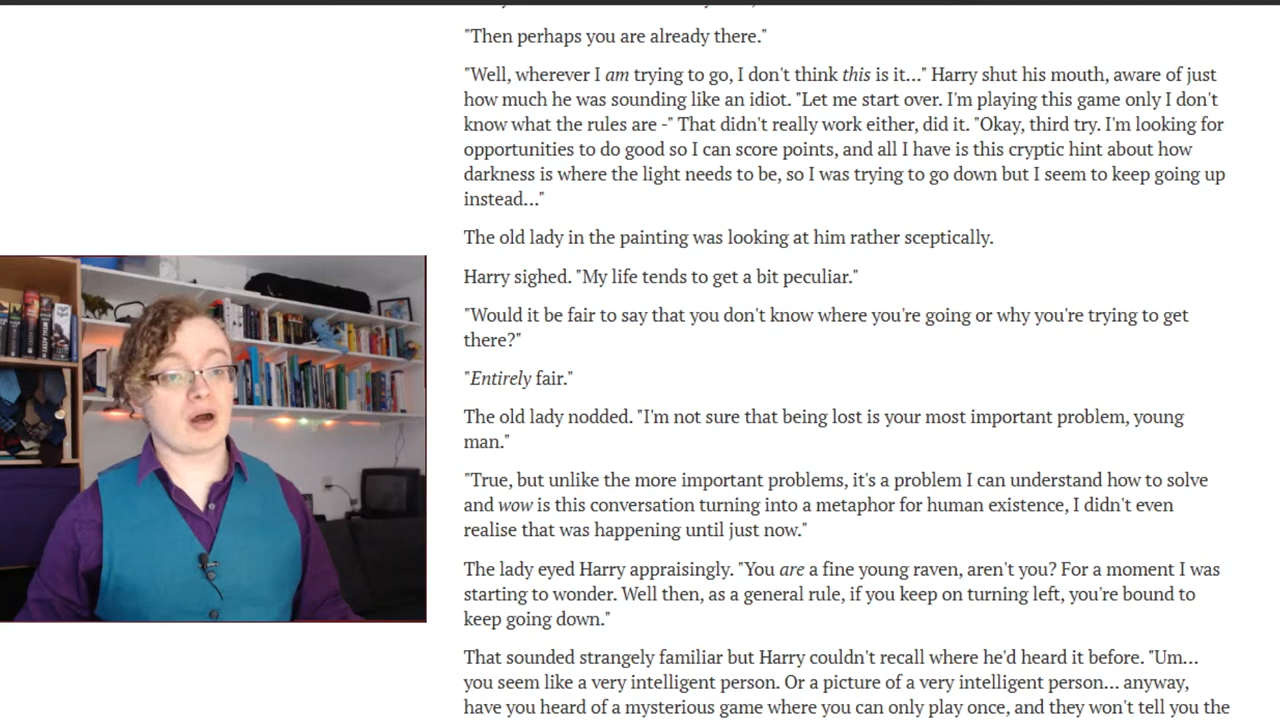 "Then perhaps you are already there."
"Well, wherever I am trying to go, I don't think this is it..." Harry shut his mouth, aware of just
how much he was sounding like an idiot. "Let me start over. I'm playing this game only I don't
know what the rules are -" That didn't really work either, did it. "Okay, third try. I'm looking for
opportunities to do good so I can score points, and all I have is this cryptic hint about how
darkness is where the light needs to be, so I was trying to go down but I seem to keep going up
instead..."
The old lady in the painting was looking at him rather sceptically.
Harry sighed. "My life tends to get a bit peculiar."
"Would it be fair to say that you don't know where you're going or why you're trying to get
there?"
"Entirely fair."
The old lady nodded. "I'm not sure that being lost is your most important problem, young
man."
"True, but unlike the more important problems, it's a problem I can understand how to solve
and wow is this conversation turning into a metaphor for human existence, I didn't even
realise that was happening until just now."
The lady eyed Harry appraisingly. "You are a fine young raven, aren't you? For a moment I was
starting to wonder. Well then, as a general rule, if you keep on turning left, you're bound to
keep going down."
That sounded strangely familiar but Harry couldn't recall where he'd heard it before. "Um...
you seem like a very intelligent person. Or a picture of a very intelligent person... anyway,
have you heard of a mysterious game where you can only play once, and they won't tell you the